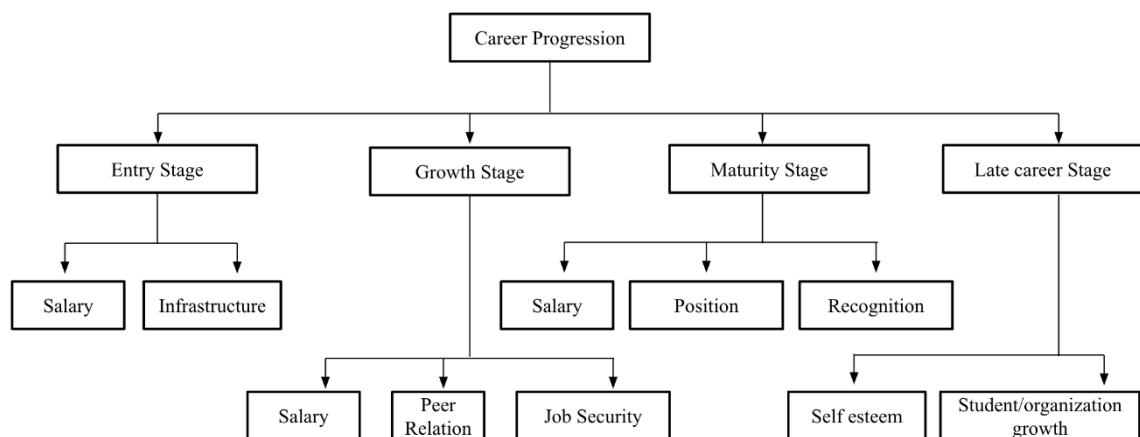 Career Progression
Entry Stage
Growth Stage
Maturity Stage
Late career Stage
Salary
Infrastructure
Salary
Position
Recognition
Salary
Peer
Relation
Job Security
Self esteem
Student/organization
growth